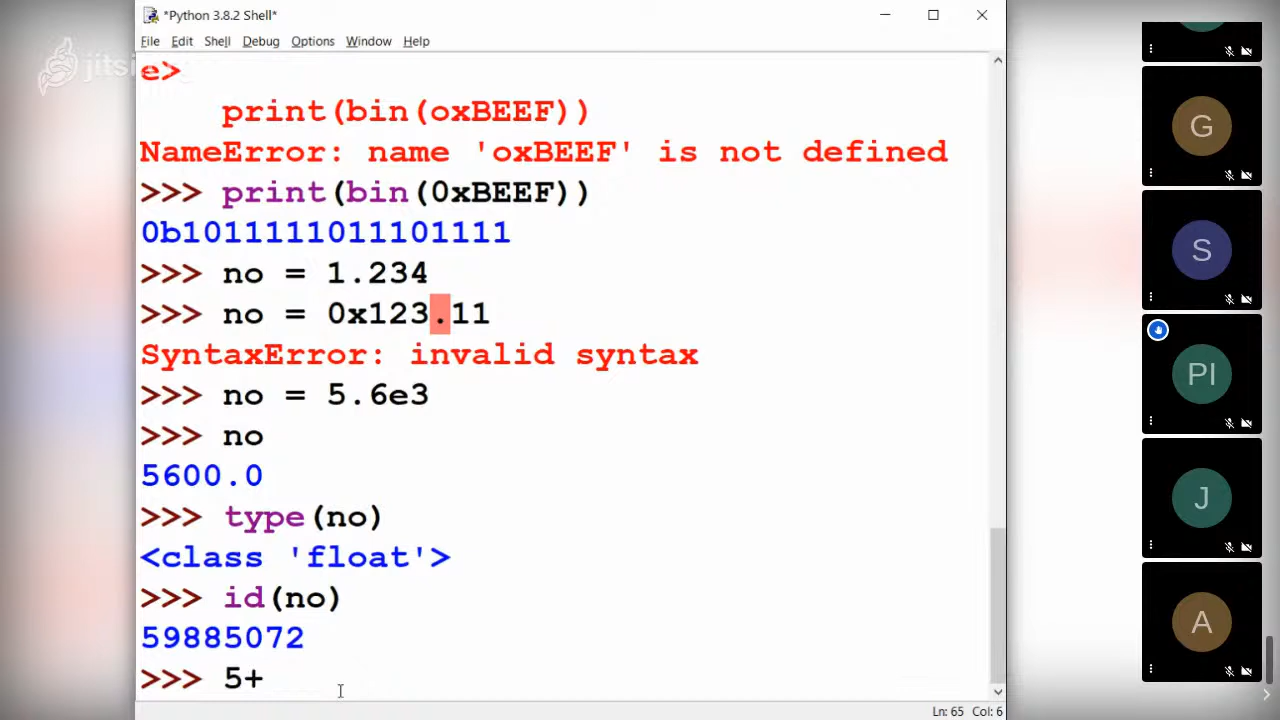 *Python 3.8.2 Shell*
File Edit Shell Debug Options Window Help
jitsi
e>
print(bin(oxBEEF))
NameError: name 'oxBEEF' is not defined
>>> print(bin(0xBEEF))
0b1011111011101111
>>> no = 1.234
>>> no = 0x123.11
SyntaxError: invalid syntax
>>> no = 5.6e3
>>> no
5600.0
>>> type(no)
<class 'float'>
>>> id(no)
59885072
>>> 5+
Ln: 65 Col: 6
G
S
PI
J
A